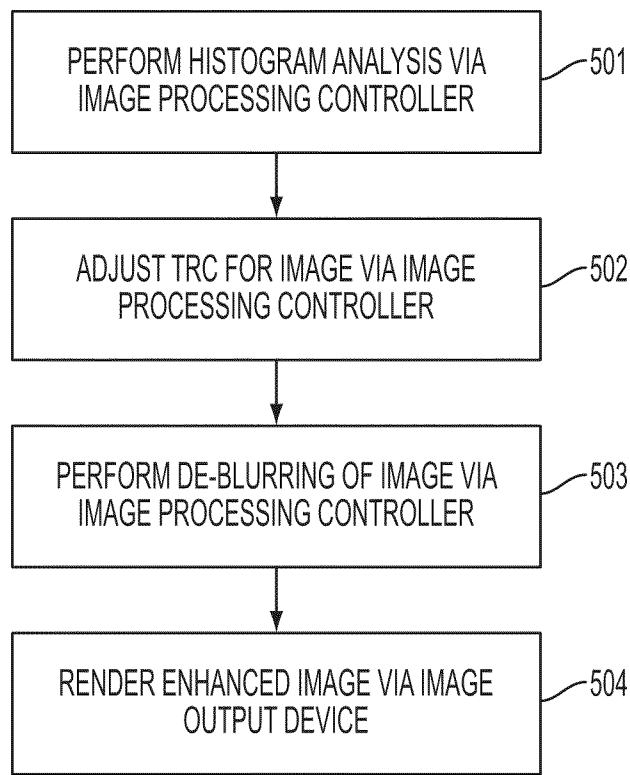 PERFORM HISTOGRAM ANALYSIS VIA
IMAGE PROCESSING CONTROLLER
501
ADJUST TRC FOR IMAGE VIA IMAGE
PROCESSING CONTROLLER
502
PERFORM DE-BLURRING OF IMAGE VIA
IMAGE PROCESSING CONTROLLER
503
RENDER ENHANCED IMAGE VIA IMAGE
OUTPUT DEVICE
504